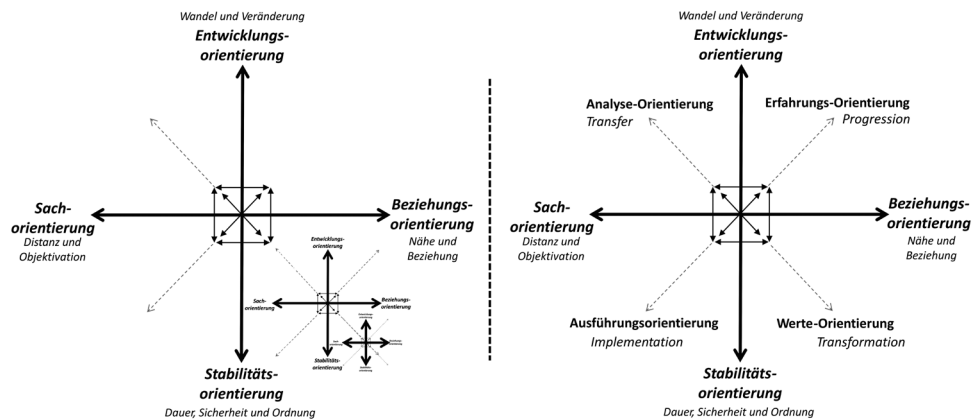 Wandel und Veränderung
Entwicklungs-
orientierung
Sach-
orientierung
Distanz und
Objektivation
Beziehungs-
orientierung
Nähe und
Beziehung
Entwicklungs-
orientierung
Sach-
orientierung
Beziehungs-
orientierung
Stabilitäts-
orientierung
Stabilitäts-
orientierung
Dauer, Sicherheit und Ordnung
Wandel und Veränderung
Entwicklungs-
orientierung
Analyse-Orientierung
Transfer
Erfahrungs-Orientierung
Progression
Sach-
orientierung
Distanz und
Objektivation
Beziehungs-
orientierung
Nähe und
Beziehung
Ausführungsorientierung
Implementation
Werte-Orientierung
Transformation
Stabilitäts-
orientierung
Dauer, Sicherheit und Ordnung